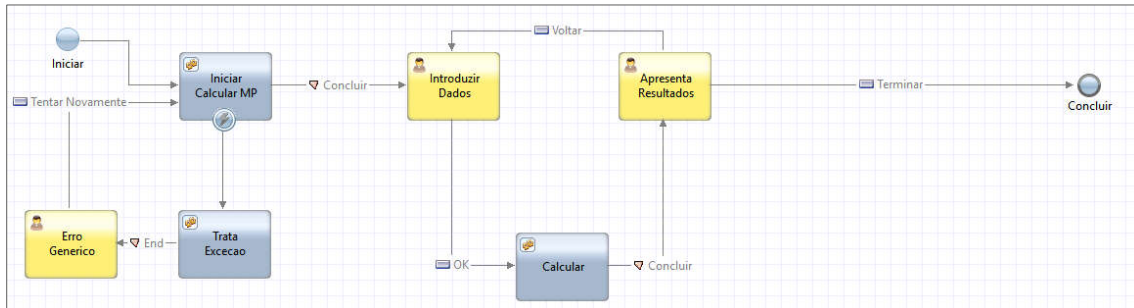 Voltar
Iniciar
Iniciar
Calcular MP
Concluir
Introduzir
Dados
Apresenta
Resultados
Terminar
Concluir
Tentar Novamente
Erro
Generico
End
Trata
Excecao
OK
Calcular
Concluir